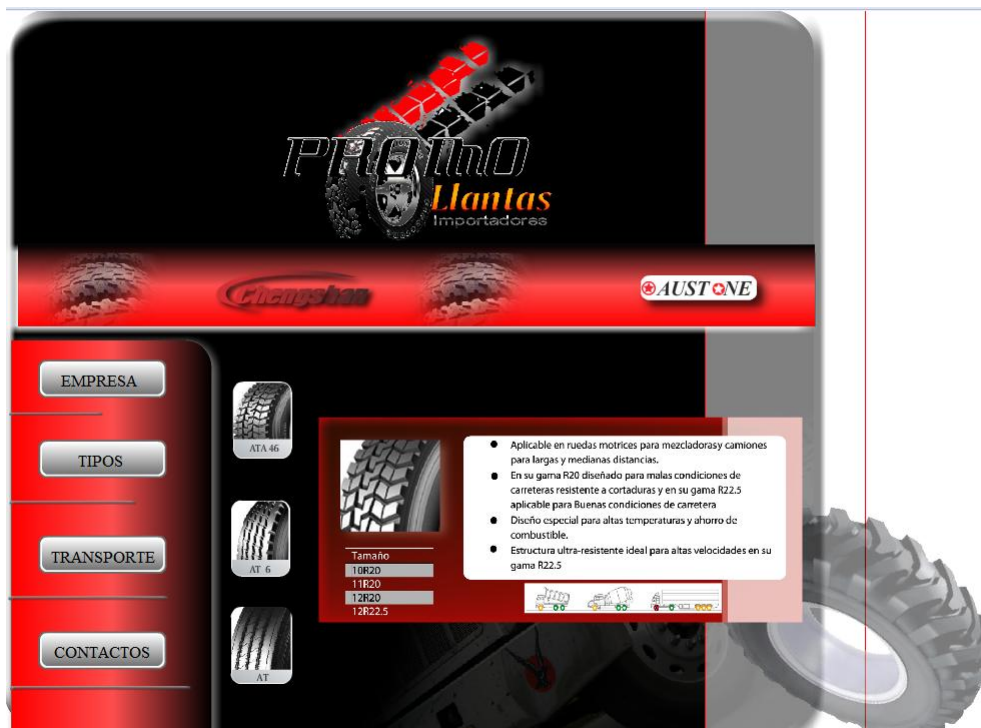 PROmO
Llantas
Importadores
Chengshan
AUSTONE
EMPRESA
TIPOS
TRANSPORTE
CONTACTOS
ATA 46
AT 6
AT
Tamaño
10R20
11R20
12R20
12R22.5
Aplicable en ruedas motrices para mezcladorasy camiones
para largas y medianas distancias.
En su gama R20 diseñado para malas condiciones de
carreteras resistente a cortaduras y en su gama R22.5
aplicable para Buenas condiciones de carretera
Diseño especial para altas temperaturas y ahorro de
combustible.
Estructura ultra-resistente ideal para altas velocidades en su
gama R22.5